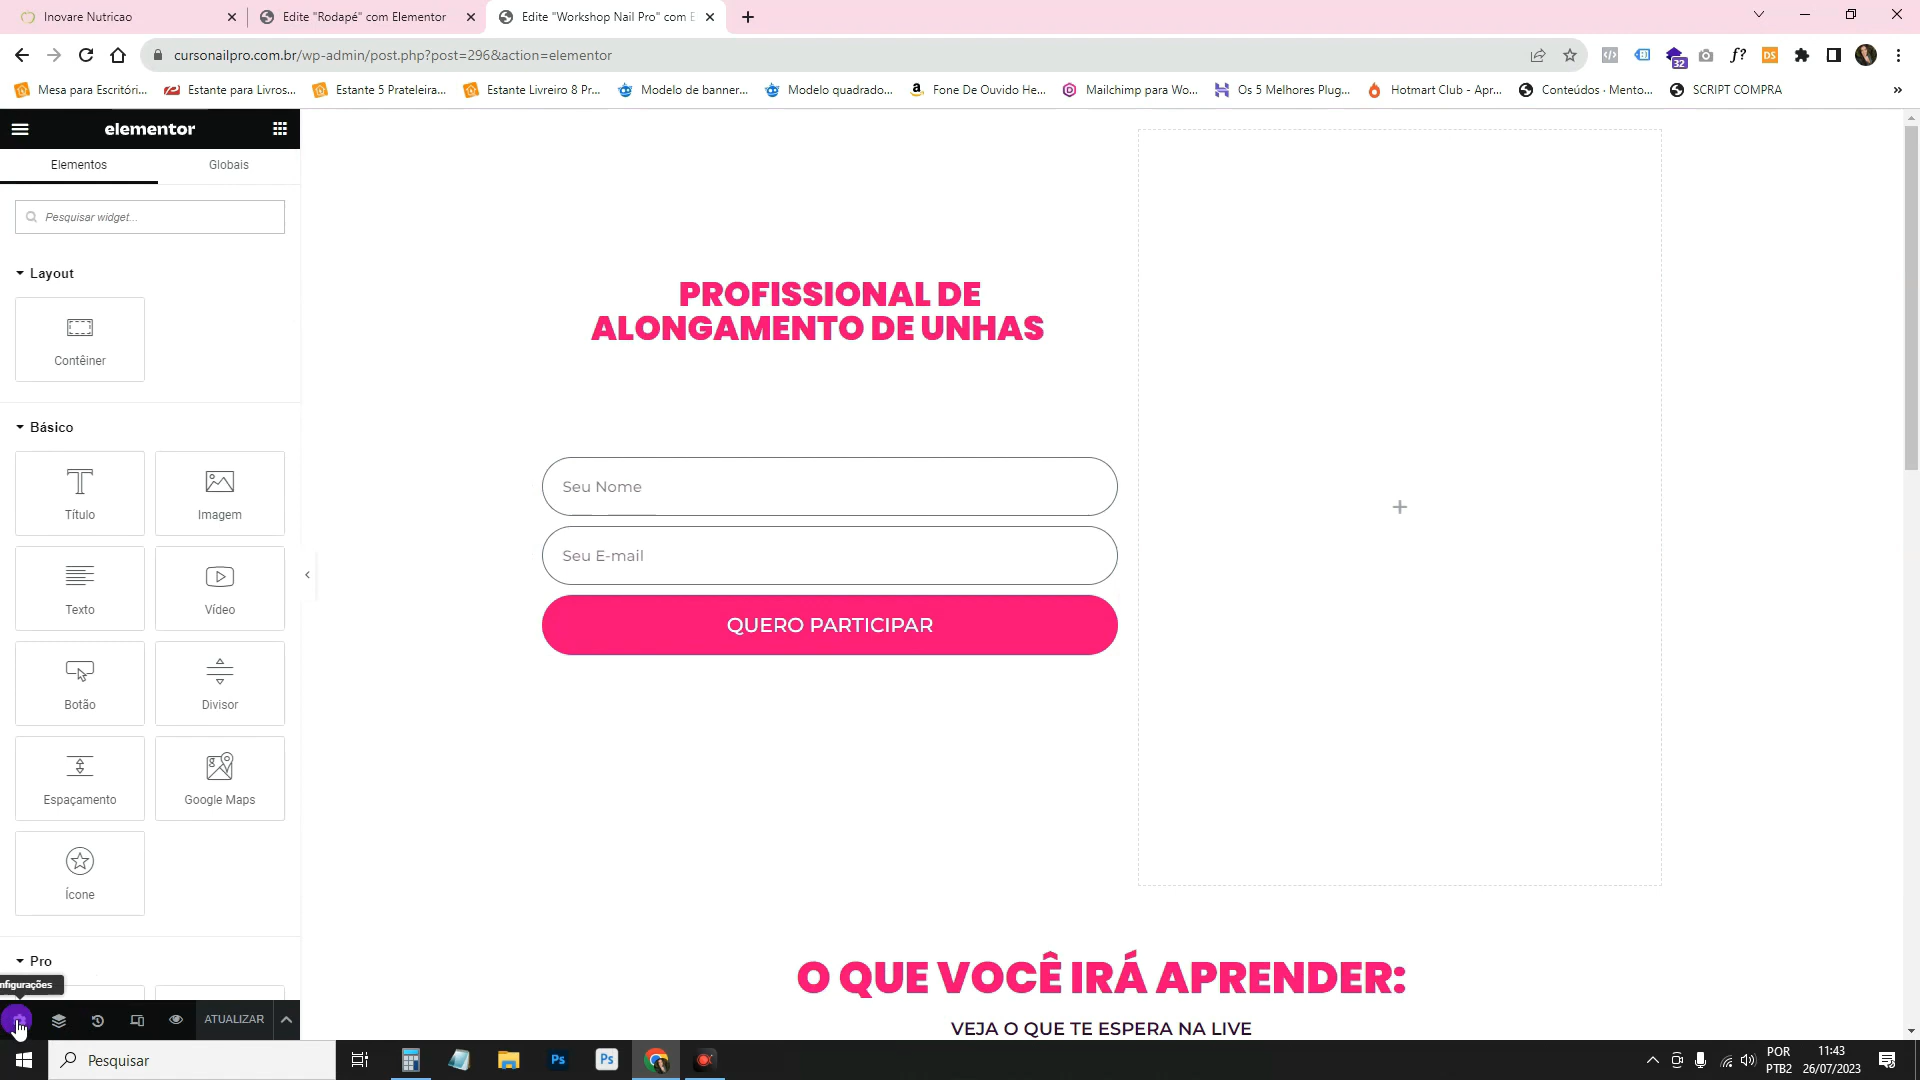 Inovare Nutricao
Edite "Rodapé" com Elementor
Edite "Workshop Nail Pro" com E
cursonailpro.com.br/wp-admin/post.php?post=296&action=elementor
32
f?
DS
Mesa para Escritóri...
Estante para Livros...
Estante 5 Prateleira...
Estante Livreiro 8 Pr...
Modelo de banner...
Modelo quadrado...
Fone De Ouvido He...
Mailchimp para Wo...
Os 5 Melhores Plug...
Hotmart Club - Apr...
Conteúdos · Mento...
SCRIPT COMPRA
elementor
Elementos
Globais
Pesquisar widget...
Layout
Contêiner
Básico
Título
Imagem
Texto
Vídeo
Botão
Divisor
Espaçamento
Google Maps
Ícone
Pro
nfigurações
ATUALIZAR
PROFISSIONAL DE
ALONGAMENTO DE UNHAS
Seu Nome
Seu E-mail
QUERO PARTICIPAR
O QUE VOCÊ IRÁ APRENDER:
VEJA O QUE TE ESPERA NA LIVE
Pesquisar
Ps
Ps
POR
PTB2
11:43
26/07/2023